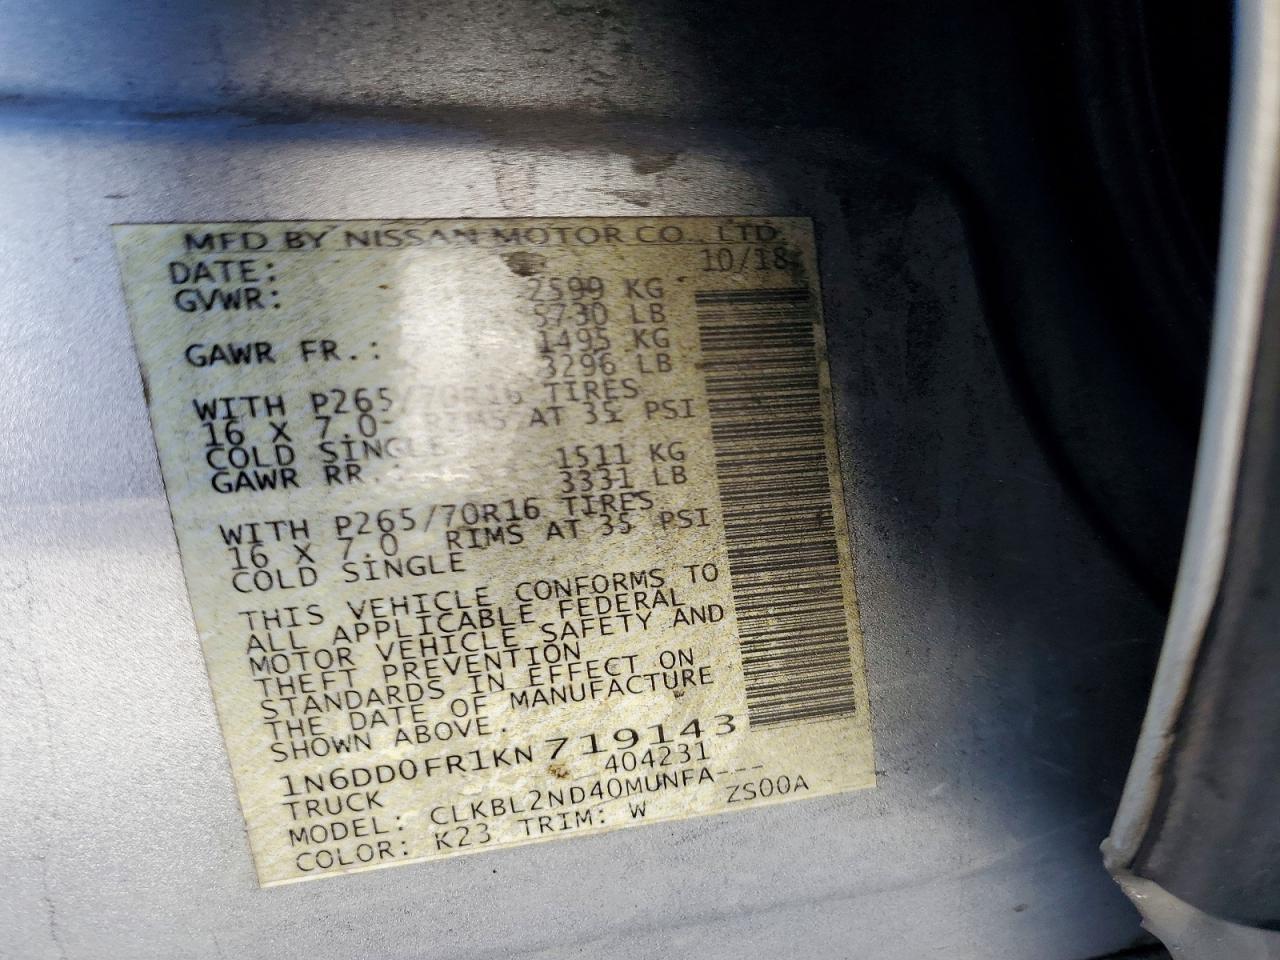 MFD BY NISSAN MOTOR CO., LTD.
DATE: 10/18
GVWR: 2599 KG
5730 LB
GAWR FR.: 1495 KG
3296 LB
WITH P265/70R16 TIRES
16 X 7.0 RIMS AT 35 PSI
COLD SINGLE
GAWR RR.: 1511 KG
3331 LB
WITH P265/70R16 TIRES
16 X 7.0 RIMS AT 35 PSI
COLD SINGLE
THIS VEHICLE CONFORMS TO
ALL APPLICABLE FEDERAL
MOTOR VEHICLE SAFETY AND
THEFT PREVENTION
STANDARDS IN EFFECT ON
THE DATE OF MANUFACTURE
SHOWN ABOVE.
1N6DD0FR1KN 719143
TRUCK 404231
MODEL: CLKBL2ND40MUNFA---
COLOR: K23 TRIM: W ZS00A